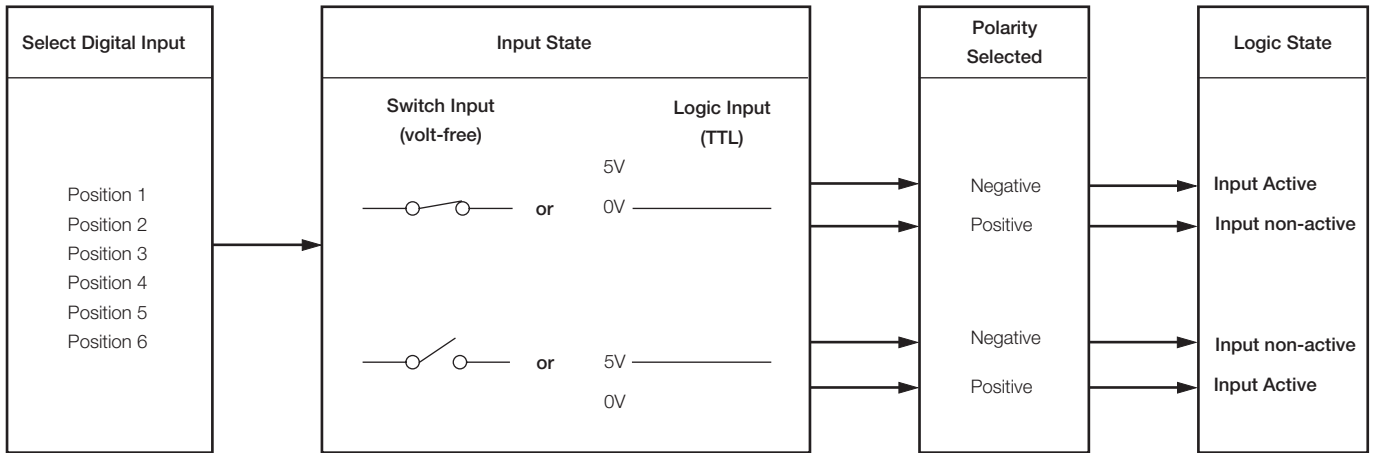 Select Digital Input
Position 1
Position 2
Position 3
Position 4
Position 5
Position 6
Input State
Switch Input
(volt-free)
Logic Input
(TTL)
5V
or
0V
or
5V
0V
Polarity
Selected
Negative
Positive
Negative
Positive
Logic State
Input Active
Input non-active
Input non-active
Input Active